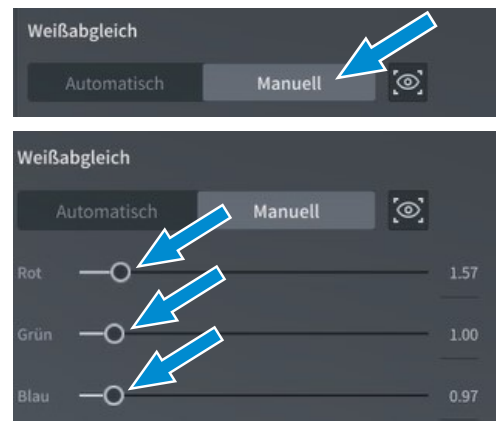 Weißabgleich
Automatisch Manuell
Weißabgleich
Automatisch Manuell
Rot 1.57
Grün 1.00
Blau 0.97